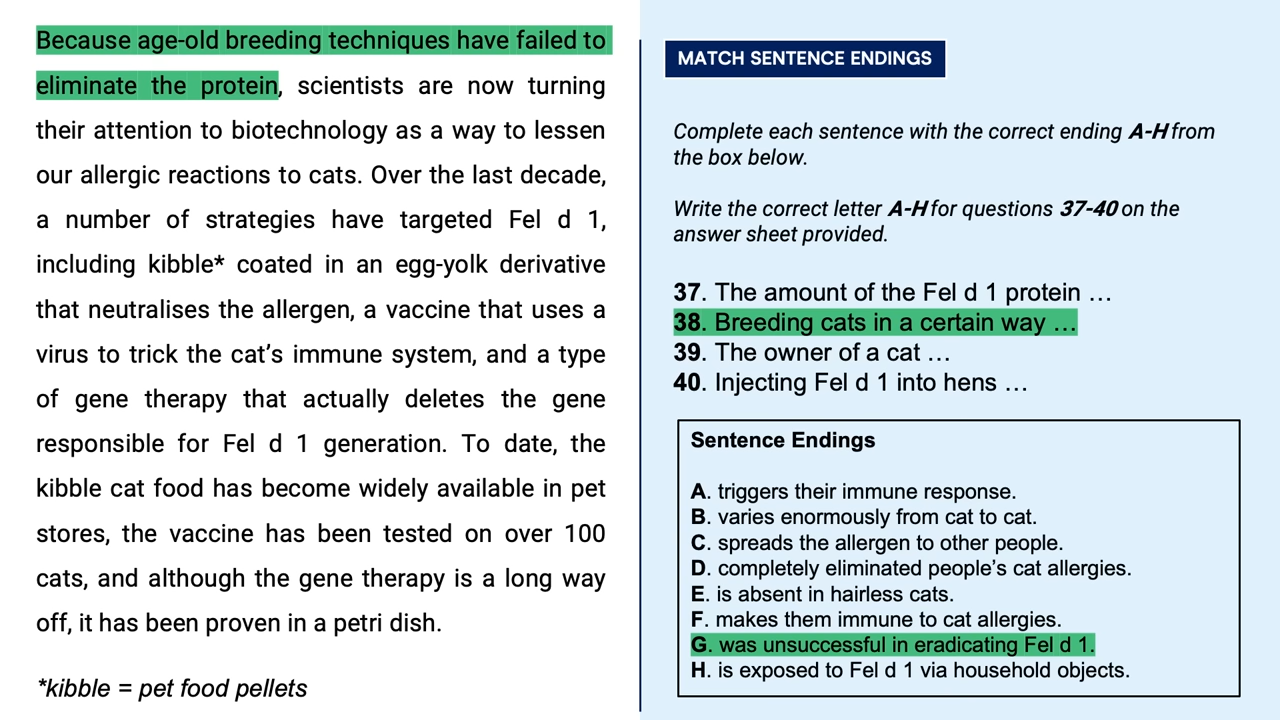 Because age-old breeding techniques have failed to
eliminate the protein, scientists are now turning
their attention to biotechnology as a way to lessen
our allergic reactions to cats. Over the last decade,
a number of strategies have targeted Fel d 1,
including kibble* coated in an egg-yolk derivative
that neutralises the allergen, a vaccine that uses a
virus to trick the cat’s immune system, and a type
of gene therapy that actually deletes the gene
responsible for Fel d 1 generation. To date, the
kibble cat food has become widely available in pet
stores, the vaccine has been tested on over 100
cats, and although the gene therapy is a long way
off, it has been proven in a petri dish.
*kibble = pet food pellets
MATCH SENTENCE ENDINGS
Complete each sentence with the correct ending A-H from
the box below.
Write the correct letter A-H for questions 37-40 on the
answer sheet provided.
37. The amount of the Fel d 1 protein …
38. Breeding cats in a certain way …
39. The owner of a cat …
40. Injecting Fel d 1 into hens …
Sentence Endings
A. triggers their immune response.
B. varies enormously from cat to cat.
C. spreads the allergen to other people.
D. completely eliminated people’s cat allergies.
E. is absent in hairless cats.
F. makes them immune to cat allergies.
G. was unsuccessful in eradicating Fel d 1.
H. is exposed to Fel d 1 via household objects.